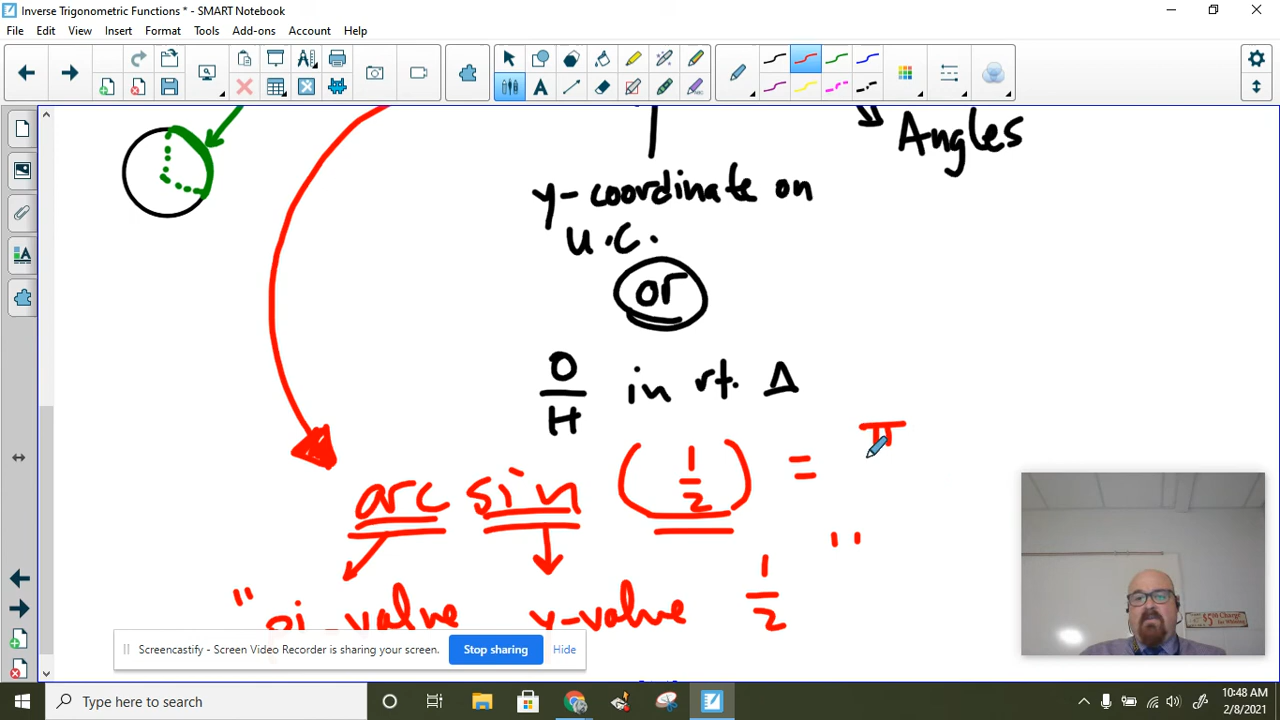 Inverse Trigonometric Functions * - SMART Notebook
File Edit View Insert Format Tools Add-ons Account Help
Angles
y-coordinate on
U.C.
or
O
H
in rt. Δ
arc sin (1/2) = π
" pi-value y-value 1/2 "
Screencastify - Screen Video Recorder is sharing your screen. Stop sharing Hide
Type here to search
10:48 AM
2/8/2021